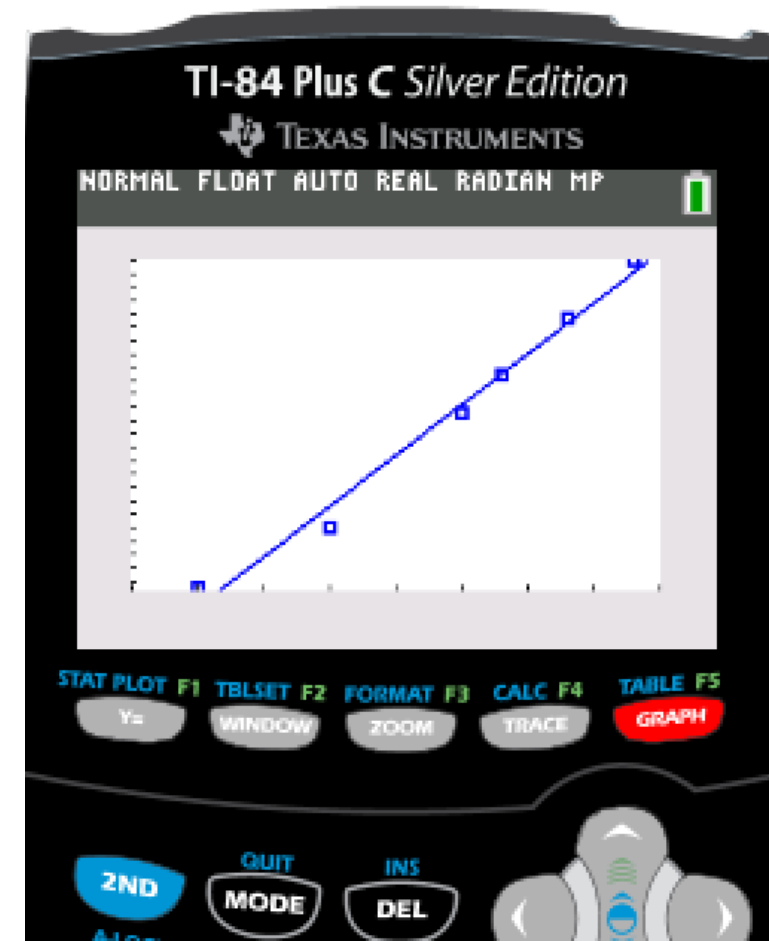 TI-84 Plus C Silver Edition
TEXAS INSTRUMENTS
NORMAL FLOAT AUTO REAL RADIAN MP
STAT PLOT F1 TBLSET F2 FORMAT F3 CALC F4 TABLE F5
Y= WINDOW ZOOM TRACE GRAPH
QUIT INS
2ND MODE DEL